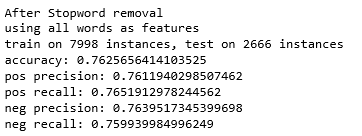 After Stopword removal
using all words as features
train on 7998 instances, test on 2666 instances
accuracy: 0.7625656414103525
pos precision: 0.7611940298507462
pos recall: 0.7651912978244562
neg precision: 0.7639517345399698
neg recall: 0.759939984996249